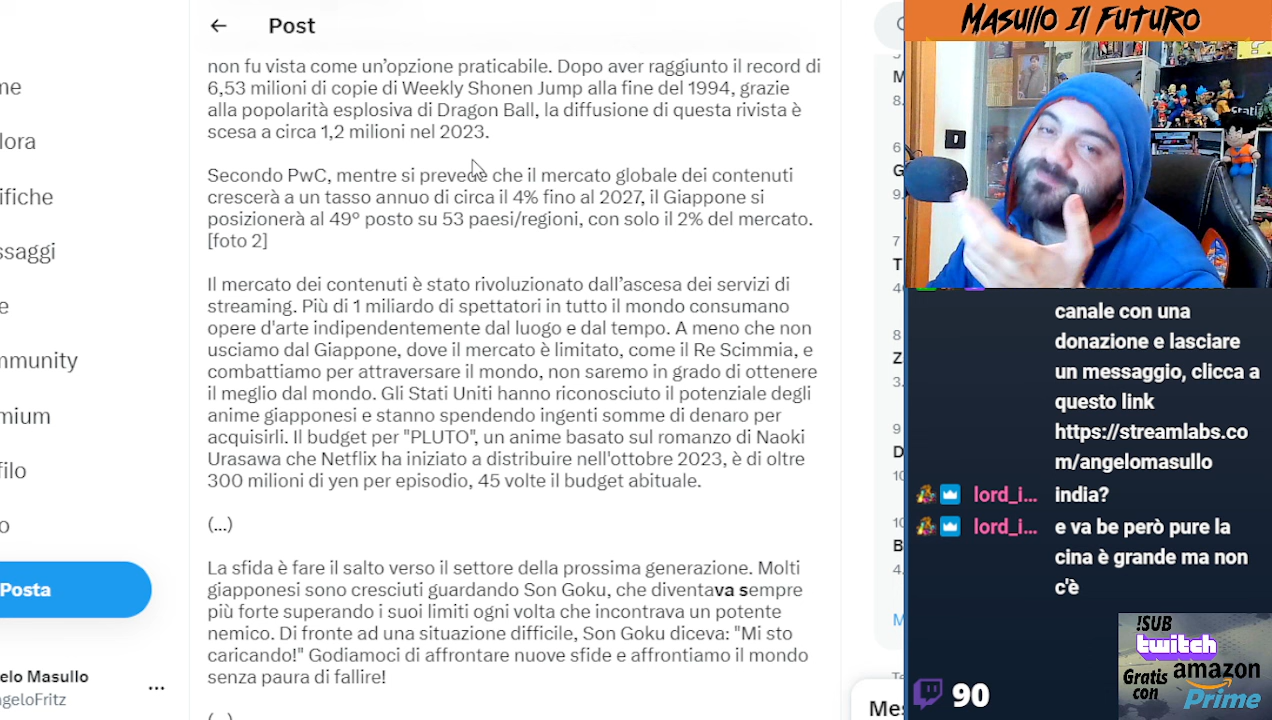 Post
non fu vista come un'opzione praticabile. Dopo aver raggiunto il record di
6,53 milioni di copie di Weekly Shonen Jump alla fine del 1994, grazie
alla popolarità esplosiva di Dragon Ball, la diffusione di questa rivista è
scesa a circa 1,2 milioni nel 2023.
Secondo PwC, mentre si prevede che il mercato globale dei contenuti
crescerà a un tasso annuo di circa il 4% fino al 2027, il Giappone si
posizionerà al 49° posto su 53 paesi/regioni, con solo il 2% del mercato.
[foto 2]
Il mercato dei contenuti è stato rivoluzionato dall'ascesa dei servizi di
streaming. Più di 1 miliardo di spettatori in tutto il mondo consumano
opere d'arte indipendentemente dal luogo e dal tempo. A meno che non
usciamo dal Giappone, dove il mercato è limitato, come il Re Scimmia, e
combattiamo per attraversare il mondo, non saremo in grado di ottenere
il meglio dal mondo. Gli Stati Uniti hanno riconosciuto il potenziale degli
anime giapponesi e stanno spendendo ingenti somme di denaro per
acquisirli. Il budget per "PLUTO", un anime basato sul romanzo di Naoki
Urasawa che Netflix ha iniziato a distribuire nell'ottobre 2023, è di oltre
300 milioni di yen per episodio, 45 volte il budget abituale.
(...)
La sfida è fare il salto verso il settore della prossima generazione. Molti
giapponesi sono cresciuti guardando Son Goku, che diventava sempre
più forte superando i suoi limiti ogni volta che incontrava un potente
nemico. Di fronte ad una situazione difficile, Son Goku diceva: "Mi sto
caricando!" Godiamoci di affrontare nuove sfide e affrontiamo il mondo
senza paura di fallire!
me
lora
ifiche
ssaggi
e
mmunity
mium
filo
o
Posta
elo Masullo
ngeloFritz
...
Mes
MASULLO IL FUTURO
canale con una
donazione e lasciare
un messaggio, clicca a
questo link
https://streamlabs.co
m/angelomasullo
lord_i... india?
lord_i... e va be però pure la
cina è grande ma non
c'è
90
!SUB
twitch
Gratis
con
amazon
Prime